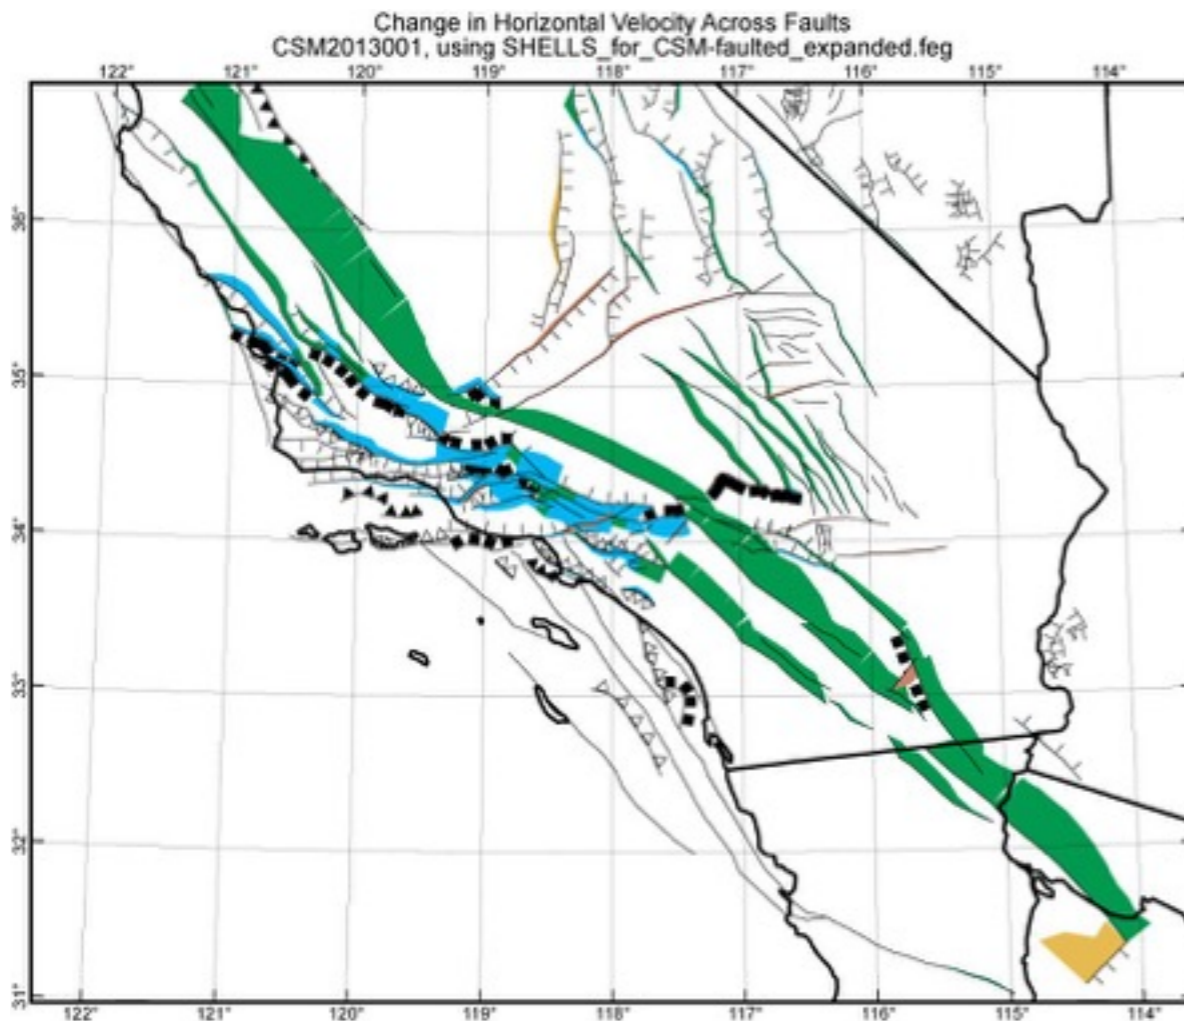 Change in Horizontal Velocity Across Faults
CSM2013001, using SHELLS_for_CSM-faulted_expanded.feg
122° 121° 120° 119° 118° 117° 116° 115° 114°
36°
35°
34°
33°
32°
31°
122° 121° 120° 119° 118° 117° 116° 115° 114°